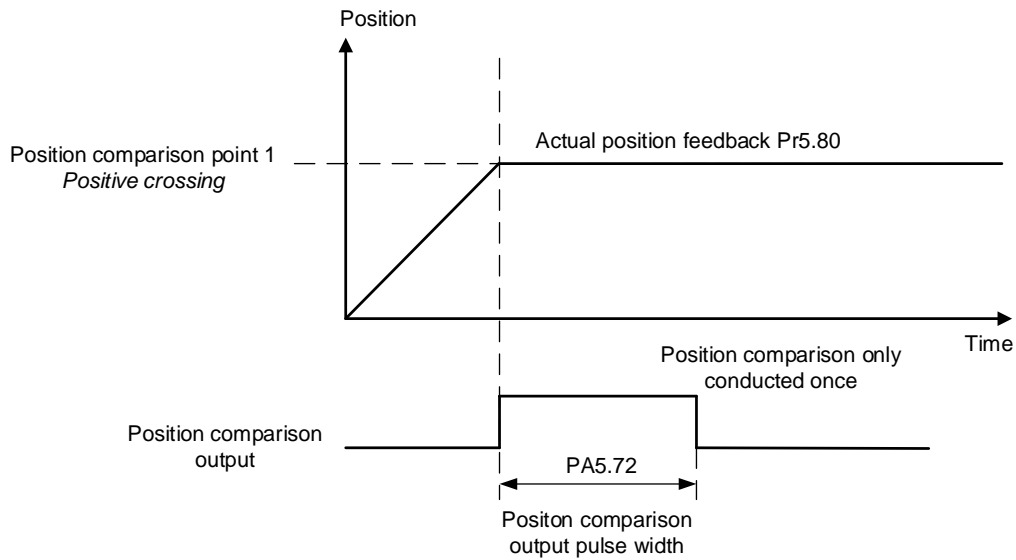 Position
Actual position feedback Pr5.80
Position comparison point 1
Positive crossing
Time
Position comparison only
conducted once
Position comparison
output
PA5.72
Positon comparison
output pulse width